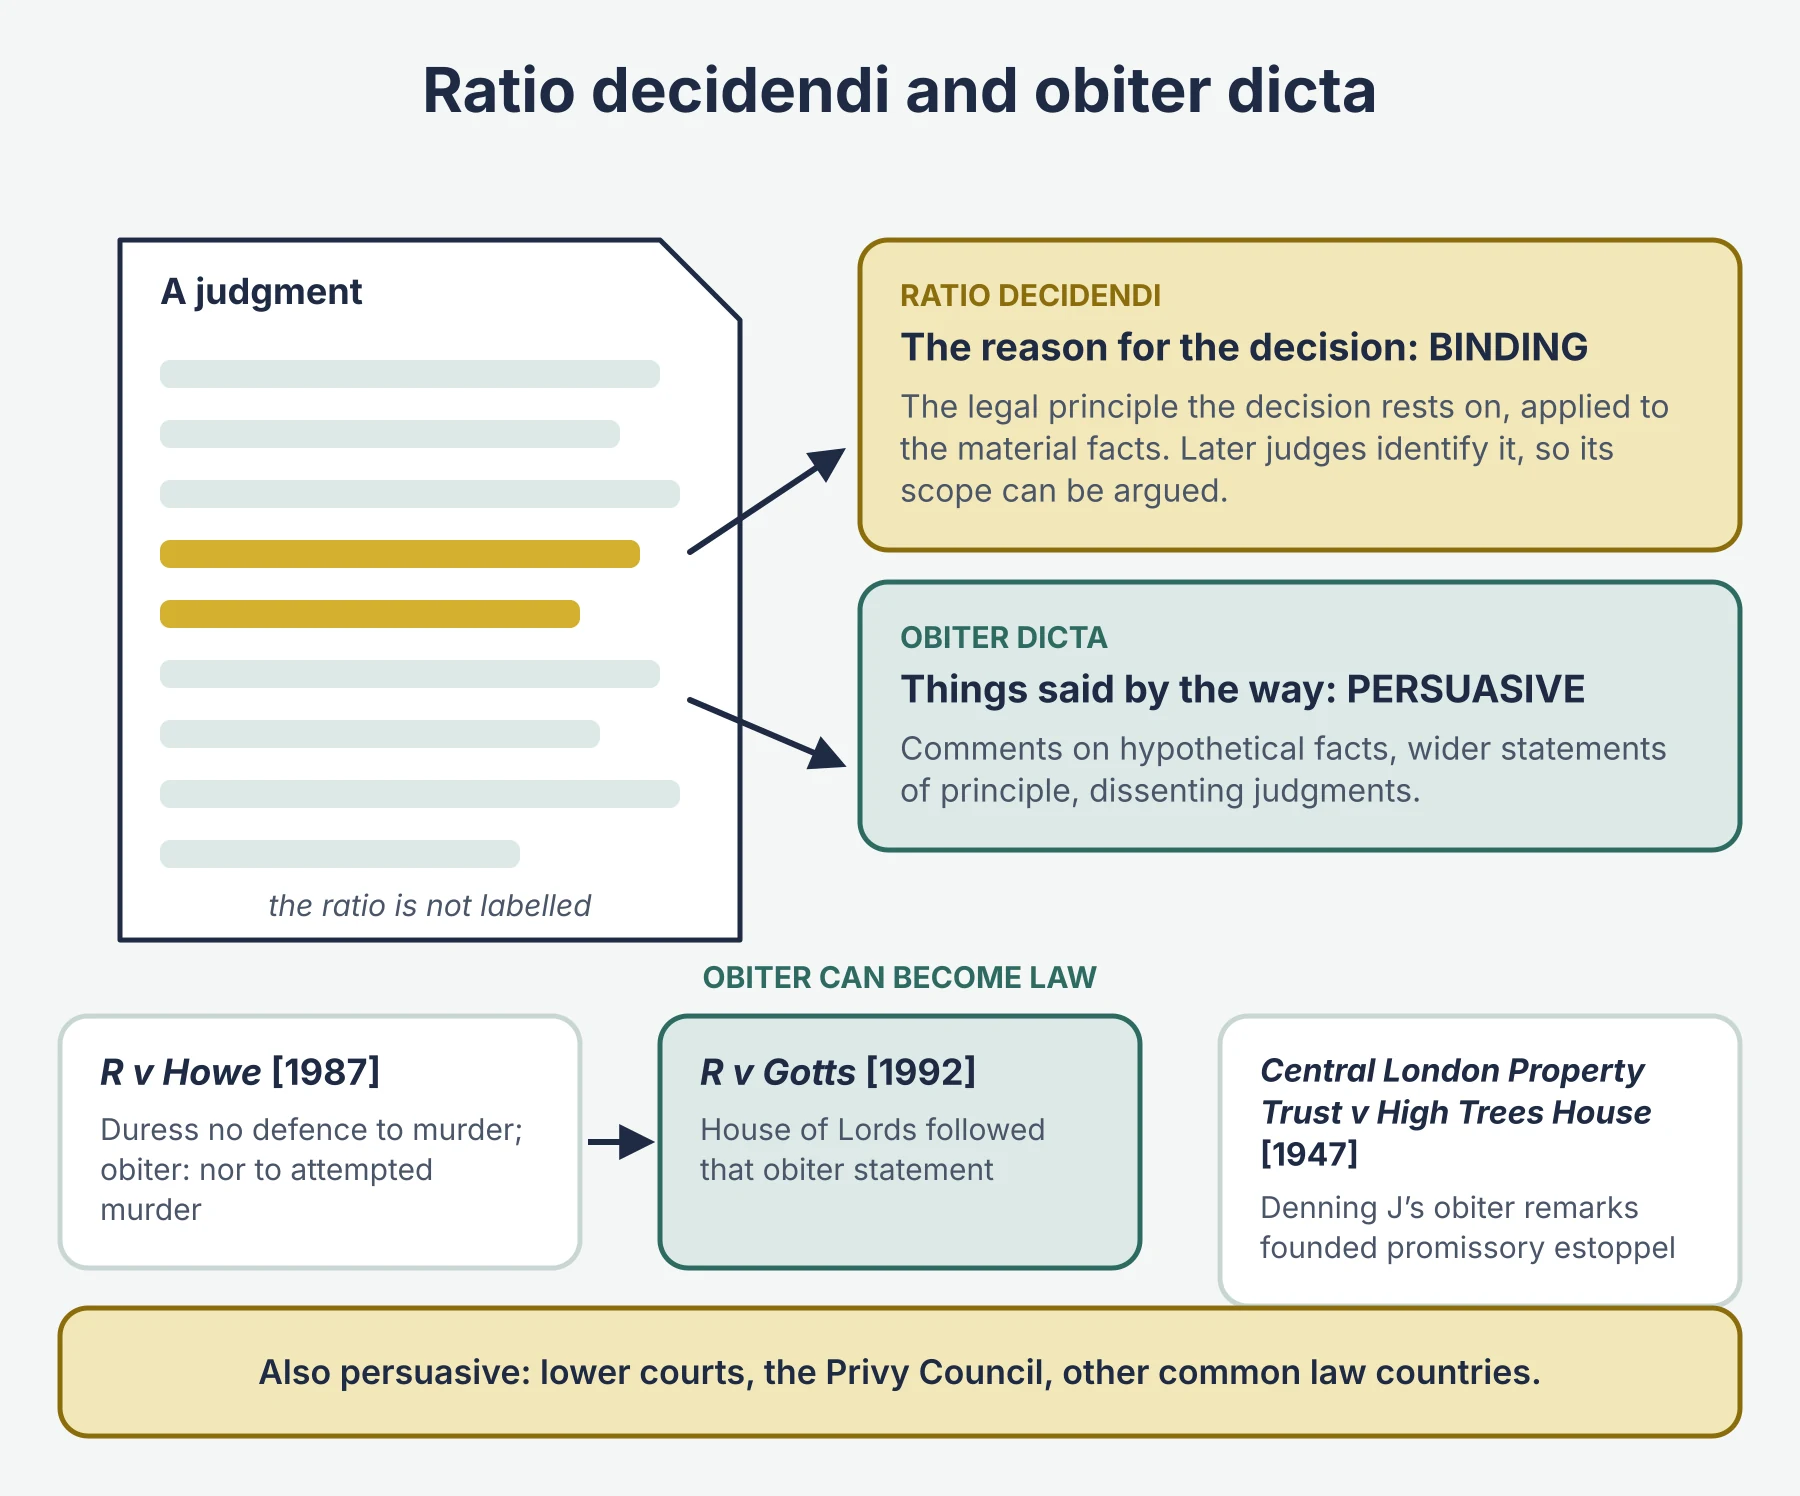 Ratio decidendi and obiter dicta
A judgment
the ratio is not labelled
RATIO DECIDENDI
The reason for the decision: BINDING
The legal principle the decision rests on, applied to
the material facts. Later judges identify it, so its
scope can be argued.
OBITER DICTA
Things said by the way: PERSUASIVE
Comments on hypothetical facts, wider statements
of principle, dissenting judgments.
OBITER CAN BECOME LAW
R v Howe [1987]
Duress no defence to murder;
obiter: nor to attempted
murder
R v Gotts [1992]
House of Lords followed
that obiter statement
Central London Property
Trust v High Trees House
[1947]
Denning J’s obiter remarks
founded promissory estoppel
Also persuasive: lower courts, the Privy Council, other common law countries.